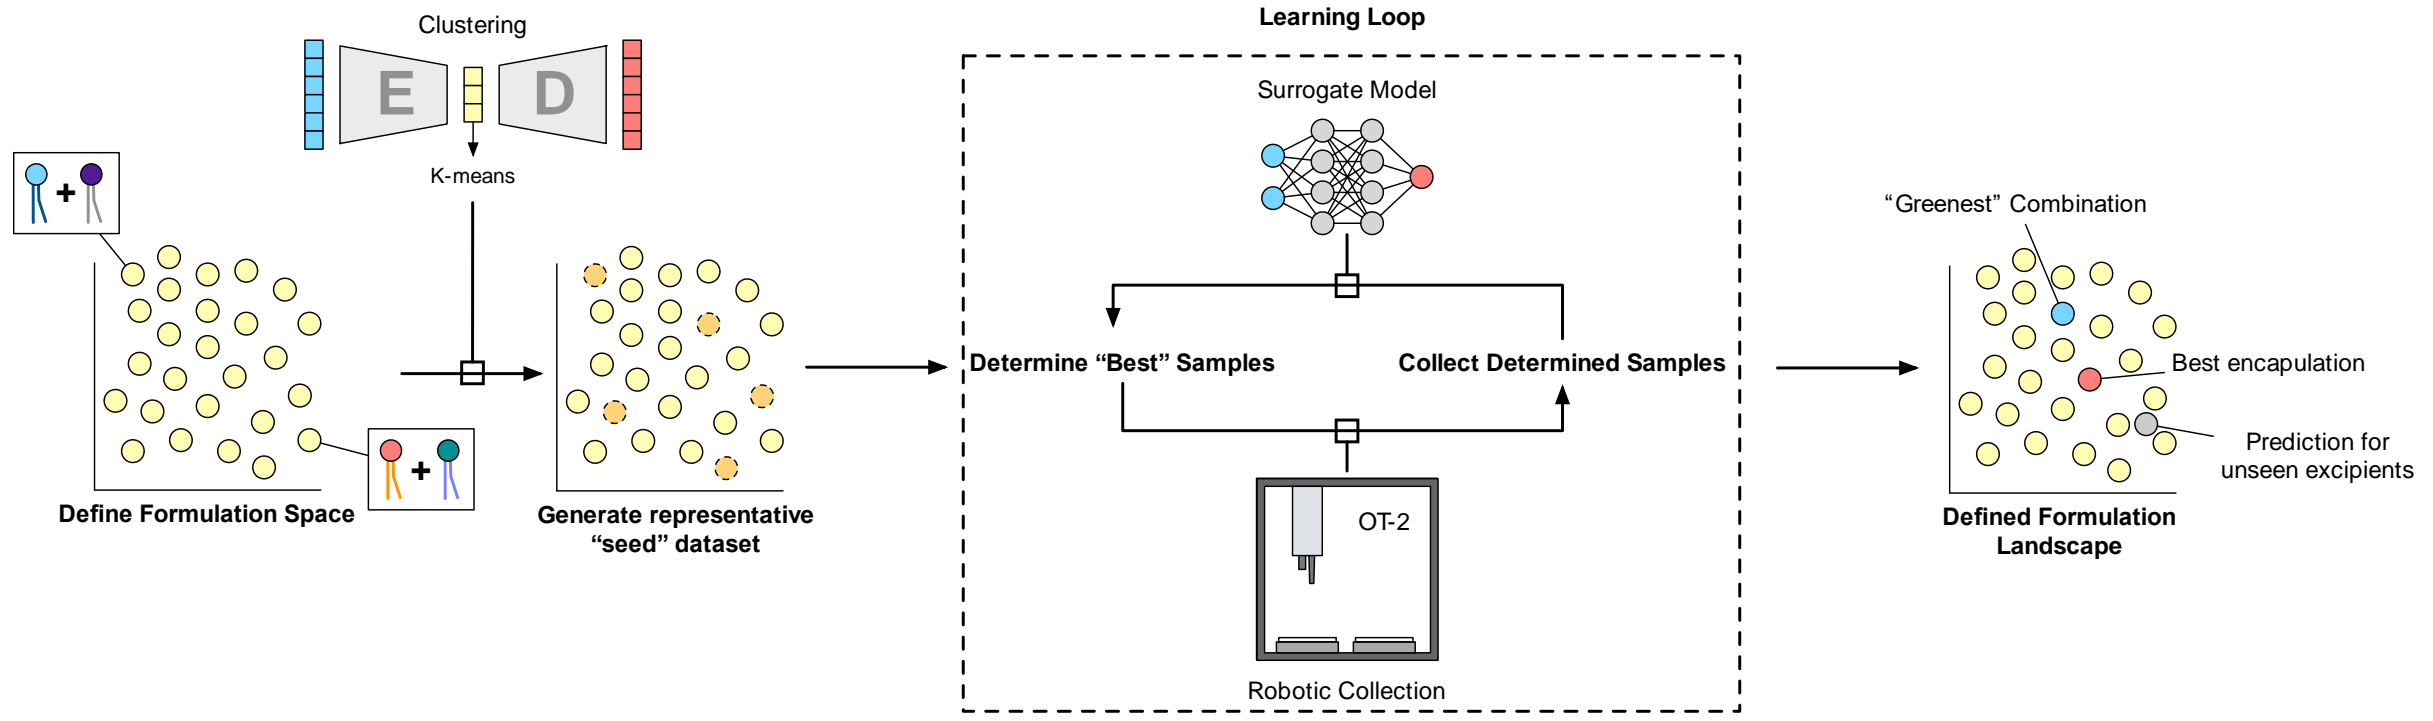 Clustering
E
D
K-means
+
+
Define Formulation Space
Generate representative
“seed” dataset
Learning Loop
Surrogate Model
Determine “Best” Samples
Collect Determined Samples
OT-2
Robotic Collection
“Greenest” Combination
Best encapulation
Prediction for
unseen excipients
Defined Formulation
Landscape